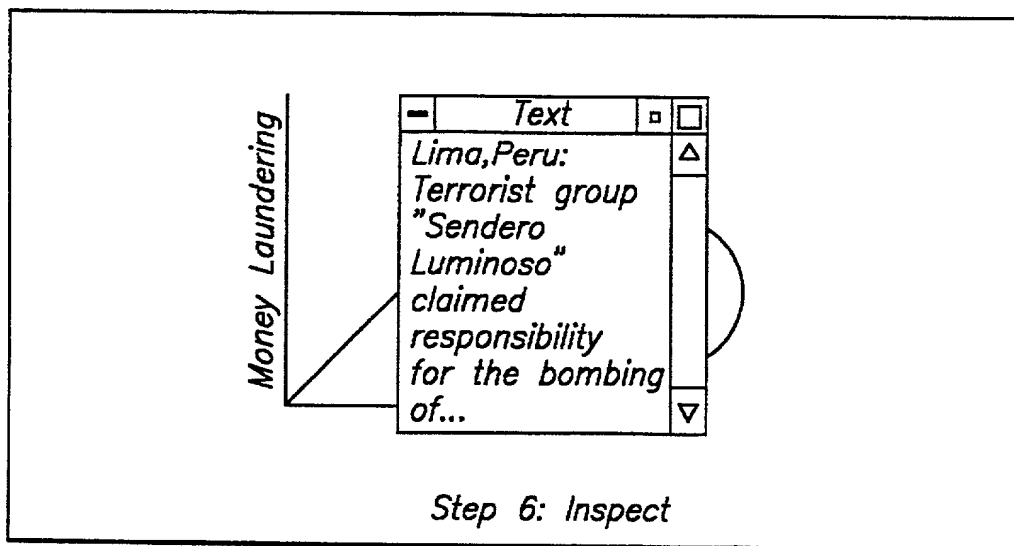 Money Laundering
Text
Lima,Peru:
Terrorist group
"Sendero
Luminoso"
claimed
responsibility
for the bombing
of...
Step 6: Inspect